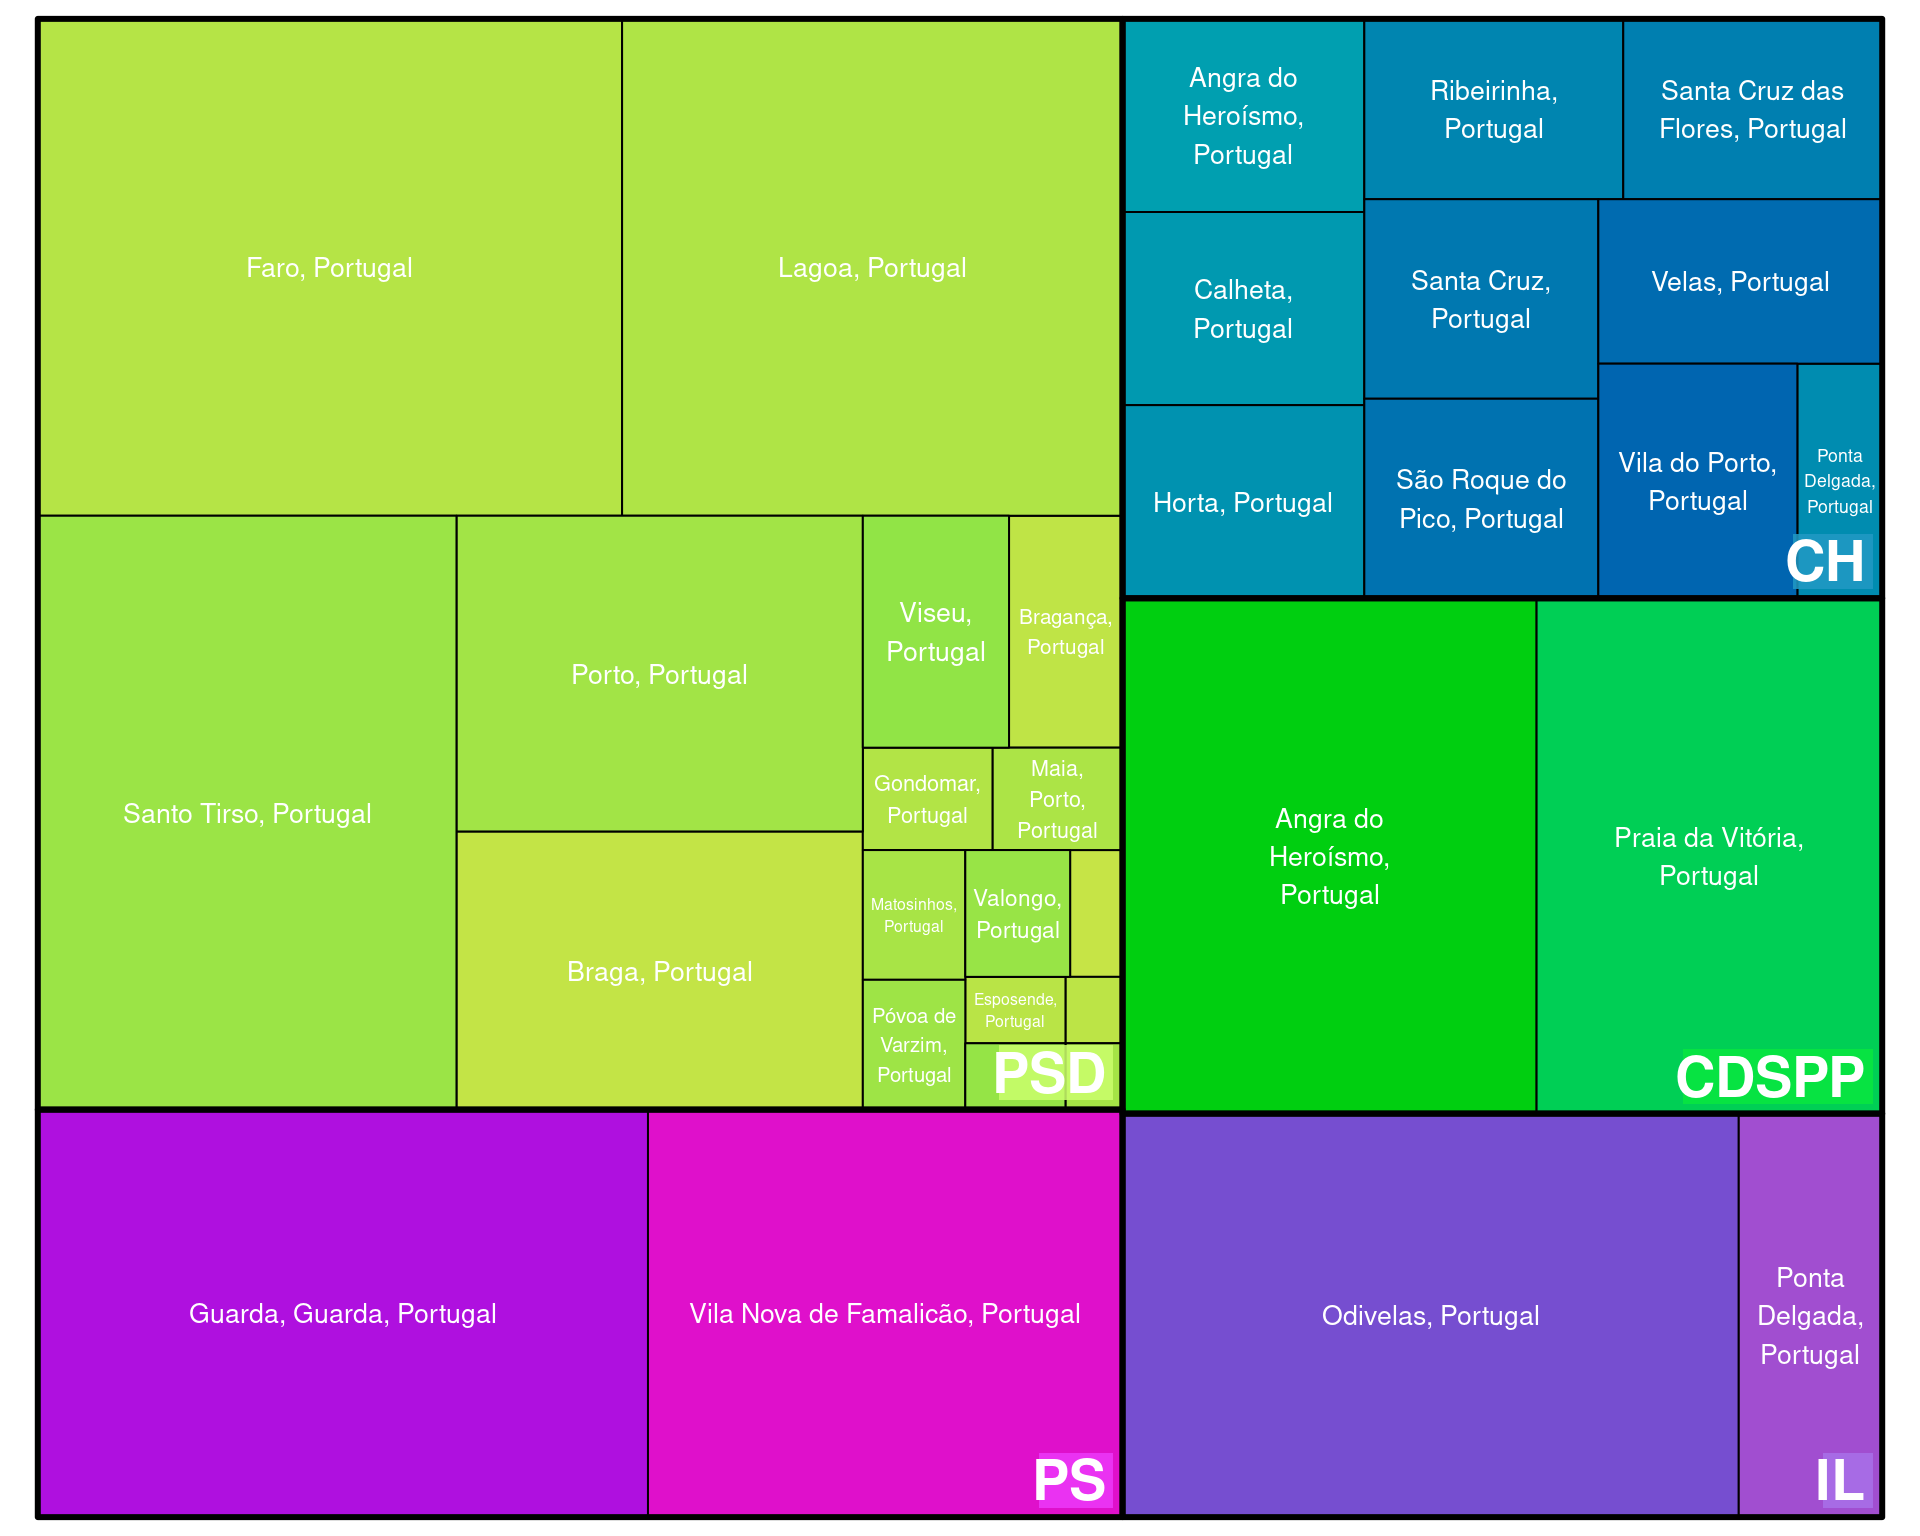 Faro, Portugal
Lagoa, Portugal
Santo Tirso, Portugal
Porto, Portugal
Braga, Portugal
Viseu,
Portugal
Bragança,
Portugal
Gondomar,
Portugal
Maia,
Porto,
Portugal
Matosinhos,
Portugal
Valongo,
Portugal
Póvoa de
Varzim,
Portugal
Esposende,
Portugal
PSD
Guarda, Guarda, Portugal
Vila Nova de Famalicão, Portugal
PS
Angra do
Heroísmo,
Portugal
Calheta,
Portugal
Horta, Portugal
Ribeirinha,
Portugal
Santa Cruz das
Flores, Portugal
Santa Cruz,
Portugal
Velas, Portugal
São Roque do
Pico, Portugal
Vila do Porto,
Portugal
Ponta
Delgada,
Portugal
CH
Angra do
Heroísmo,
Portugal
Praia da Vitória,
Portugal
CDSPP
Odivelas, Portugal
Ponta
Delgada,
Portugal
IL